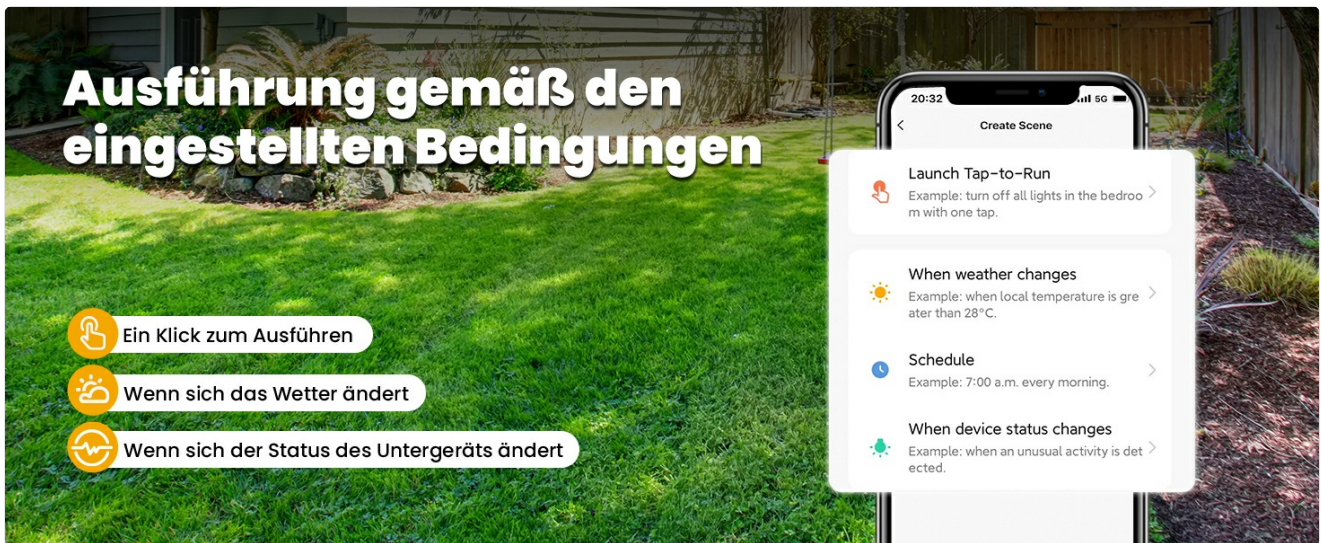 Ausführung gemäß den
eingestellten Bedingungen
Ein Klick zum Ausführen
Wenn sich das Wetter ändert
Wenn sich der Status des Untergeräts ändert
20:32
5G
Create Scene
Launch Tap-to-Run
Example: turn off all lights in the bedroo
m with one tap.
When weather changes
Example: when local temperature is gre
ater than 28°C.
Schedule
Example: 7:00 a.m. every morning.
When device status changes
Example: when an unusual activity is det
ected.